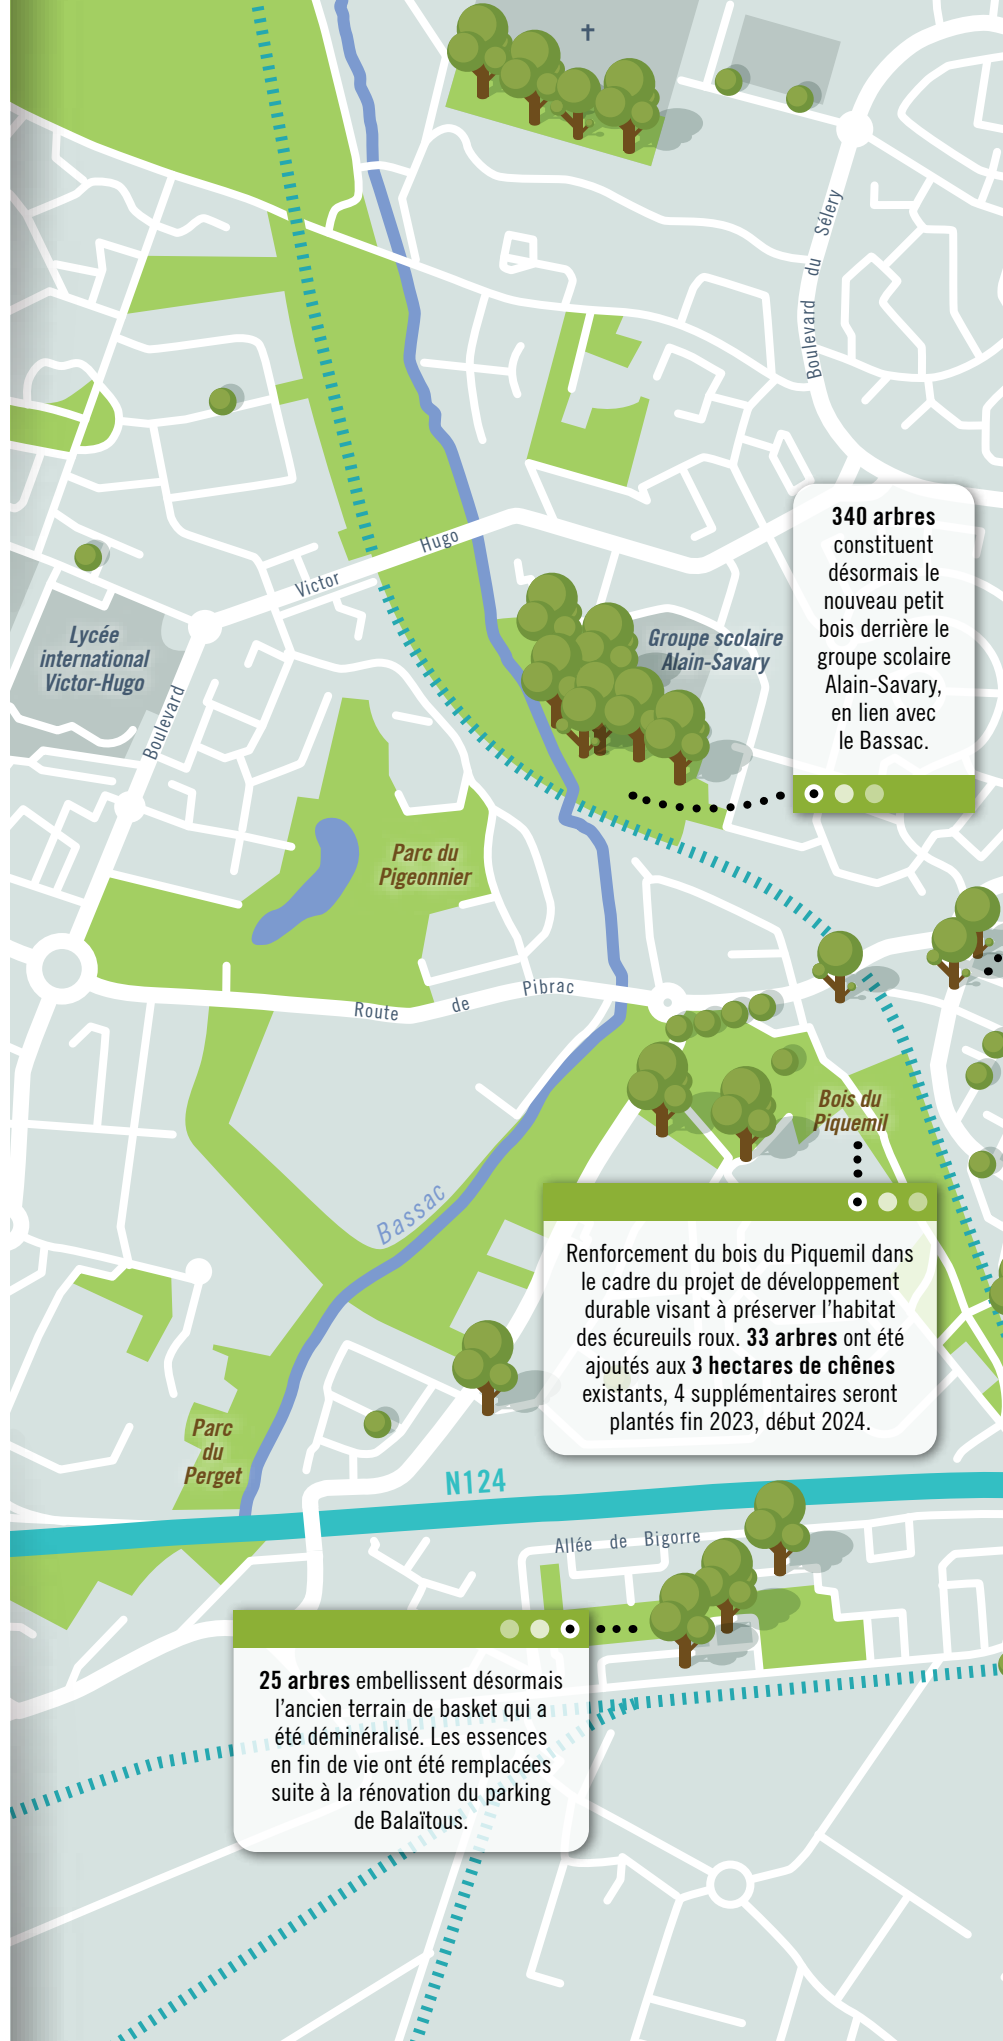 Boulevard du Sélery
340 arbres
constituent
désormais le
nouveau petit
bois derrière le
groupe scolaire
Alain-Savary,
en lien avec
le Bassac.
Victor Hugo
Boulevard
Lycée
international
Victor-Hugo
Groupe scolaire
Alain-Savary
Parc du
Pigeonnier
Route de Pibrac
Bois du
Piquemil
Bassac
Renforcement du bois du Piquemil dans
le cadre du projet de développement
durable visant à préserver l'habitat
des écureuils roux. 33 arbres ont été
ajoutés aux 3 hectares de chênes
existants, 4 supplémentaires seront
plantés fin 2023, début 2024.
Parc
du
Perget
N124
Allée de Bigorre
25 arbres embellissent désormais
l'ancien terrain de basket qui a
été déminéralisé. Les essences
en fin de vie ont été remplacées
suite à la rénovation du parking
de Balaïtous.